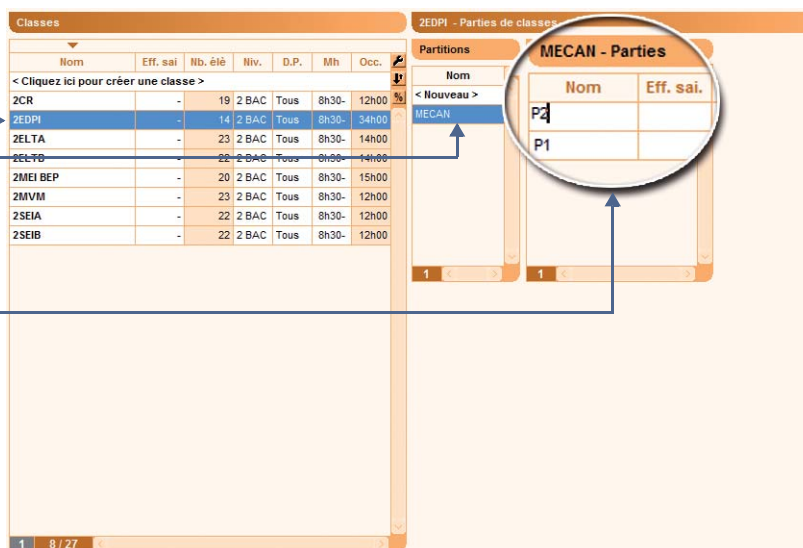 Classes
Nom Eff. sai Nb. élè Niv. D.P. Mh Occ.
< Cliquez ici pour créer une classe >
2CR - 19 2 BAC Tous 8h30- 12h00 %
2EDPI - 14 2 BAC Tous 8h30- 34h00
2ELTA - 23 2 BAC Tous 8h30- 14h00
2ELTB - 22 2 BAC Tous 8h30- 14h00
2MEI BEP - 20 2 BAC Tous 8h30- 15h00
2MVM - 23 2 BAC Tous 8h30- 12h00
2SEIA - 22 2 BAC Tous 8h30- 12h00
2SEIB - 22 2 BAC Tous 8h30- 12h00
1 8 / 27
2EDPI - Parties de classes
Partitions
Nom
< Nouveau >
MECAN
1
MECAN - Parties
Nom Eff. sai.
P2
P1
1